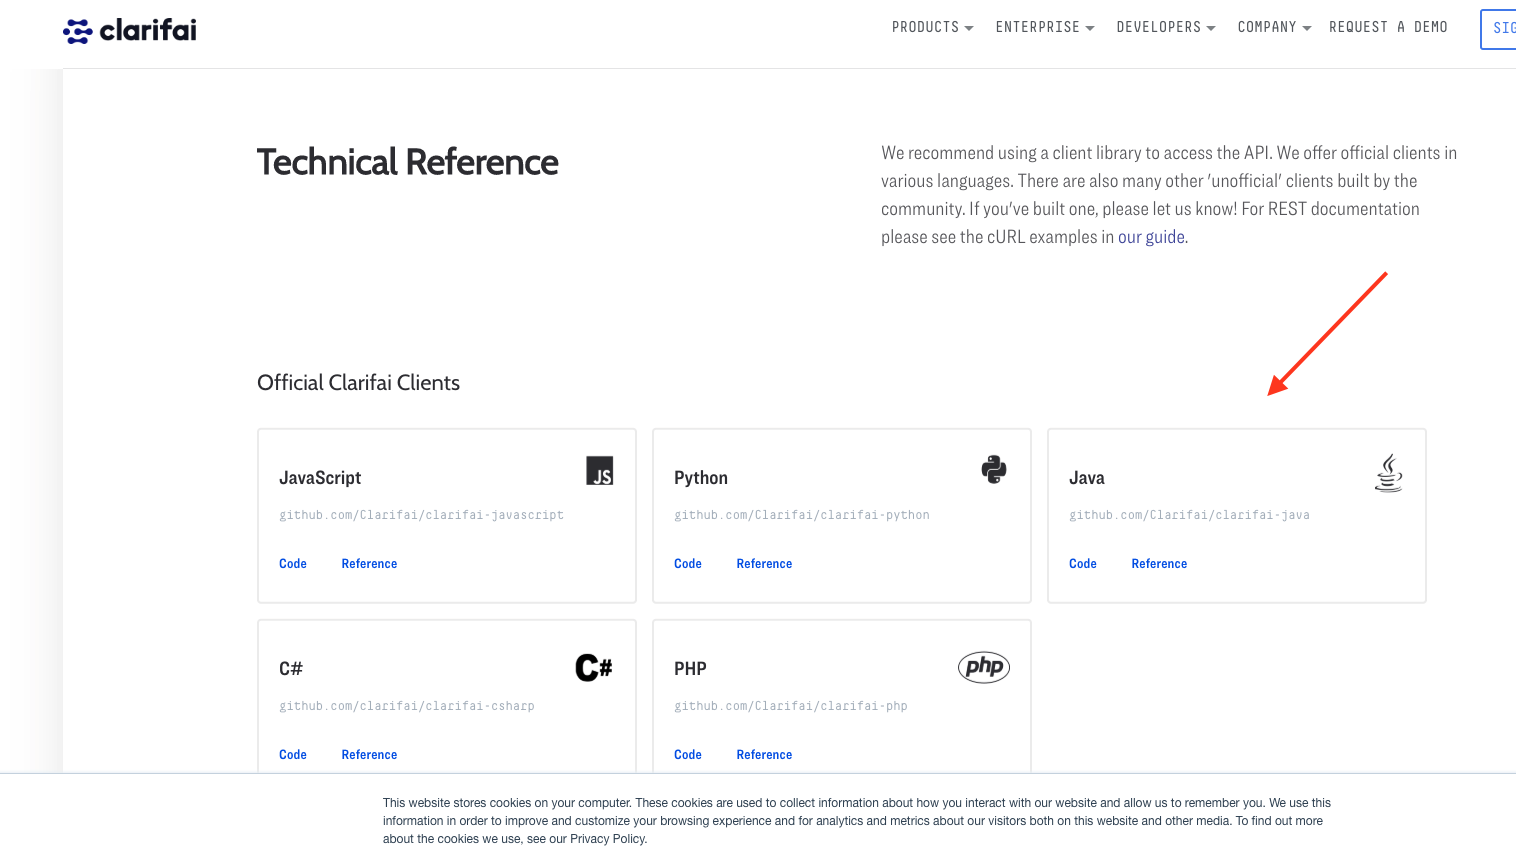 clarifai
PRODUCTS ENTERPRISE DEVELOPERS COMPANY REQUEST A DEMO SIG
Technical Reference
We recommend using a client library to access the API. We offer official clients in
various languages. There are also many other 'unofficial' clients built by the
community. If you've built one, please let us know! For REST documentation
please see the cURL examples in our guide.
Official Clarifai Clients
JavaScript
JS
github.com/Clarifai/clarifai-javascript
Code Reference
Python
github.com/Clarifai/clarifai-python
Code Reference
Java
github.com/Clarifai/clarifai-java
Code Reference
C#
C#
github.com/clarifai/clarifai-csharp
Code Reference
PHP
php
github.com/Clarifai/clarifai-php
Code Reference
This website stores cookies on your computer. These cookies are used to collect information about how you interact with our website and allow us to remember you. We use this
information in order to improve and customize your browsing experience and for analytics and metrics about our visitors both on this website and other media. To find out more
about the cookies we use, see our Privacy Policy.